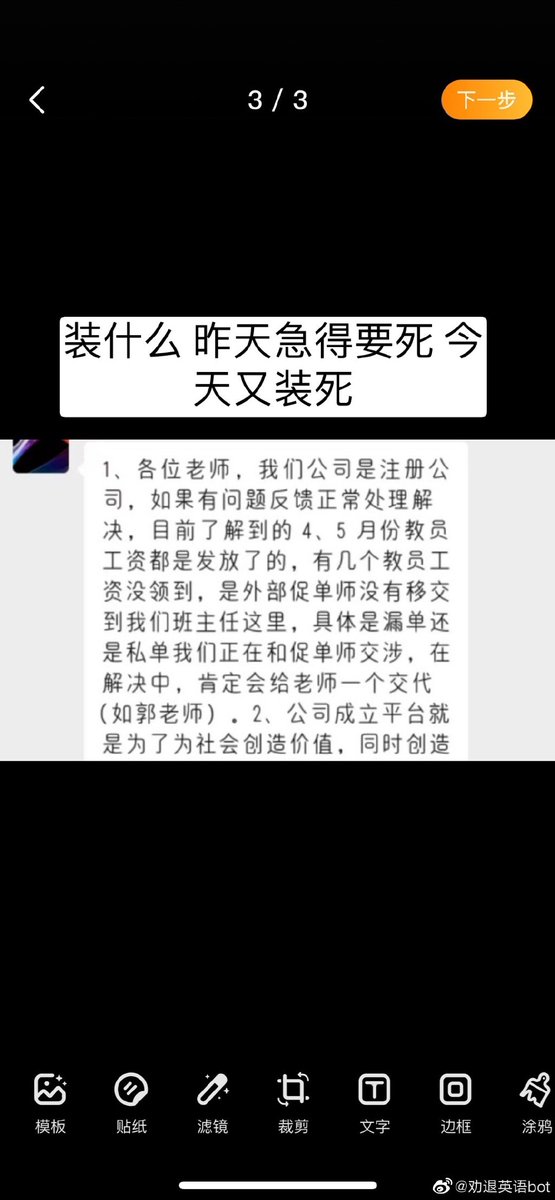 3 / 3
下一步
装什么 昨天急得要死 今
天又装死
1、各位老师，我们公司是注册公
司，如果有问题反馈正常处理解
决，目前了解到的 4、5 月份教员
工资都是发放了的，有几个教员工
资没领到，是外部促单师没有移交
到我们班主任这里，具体是漏单还
是私单我们正在和促单师交涉，在
解决中，肯定会给老师一个交代
（如郭老师）。2、公司成立平台就
是为了为社会创造价值，同时创造
模板 贴纸 滤镜 裁剪 文字 边框 涂鸦
@劝退英语bot